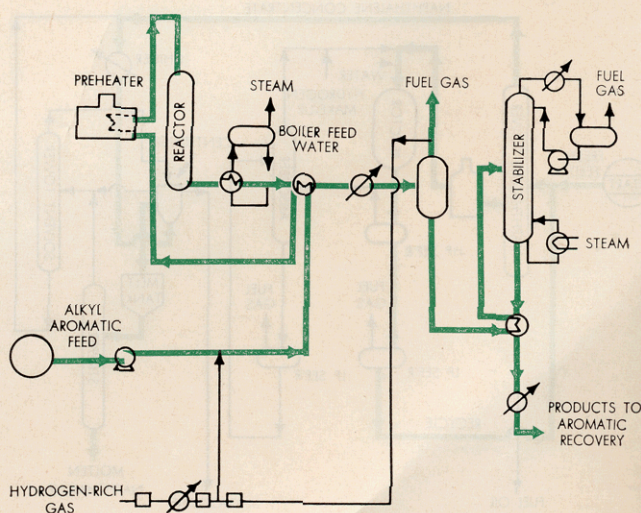 PREHEATER
REACTOR
STEAM
BOILER FEED
WATER
FUEL GAS
FUEL
GAS
STABILIZER
STEAM
ALKYL
AROMATIC
FEED
PRODUCTS TO
AROMATIC
RECOVERY
HYDROGEN-RICH
GAS